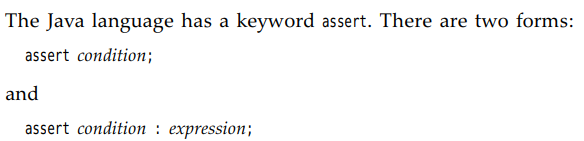 The Java language has a keyword assert. There are two forms:
assert condition;
and
assert condition : expression;